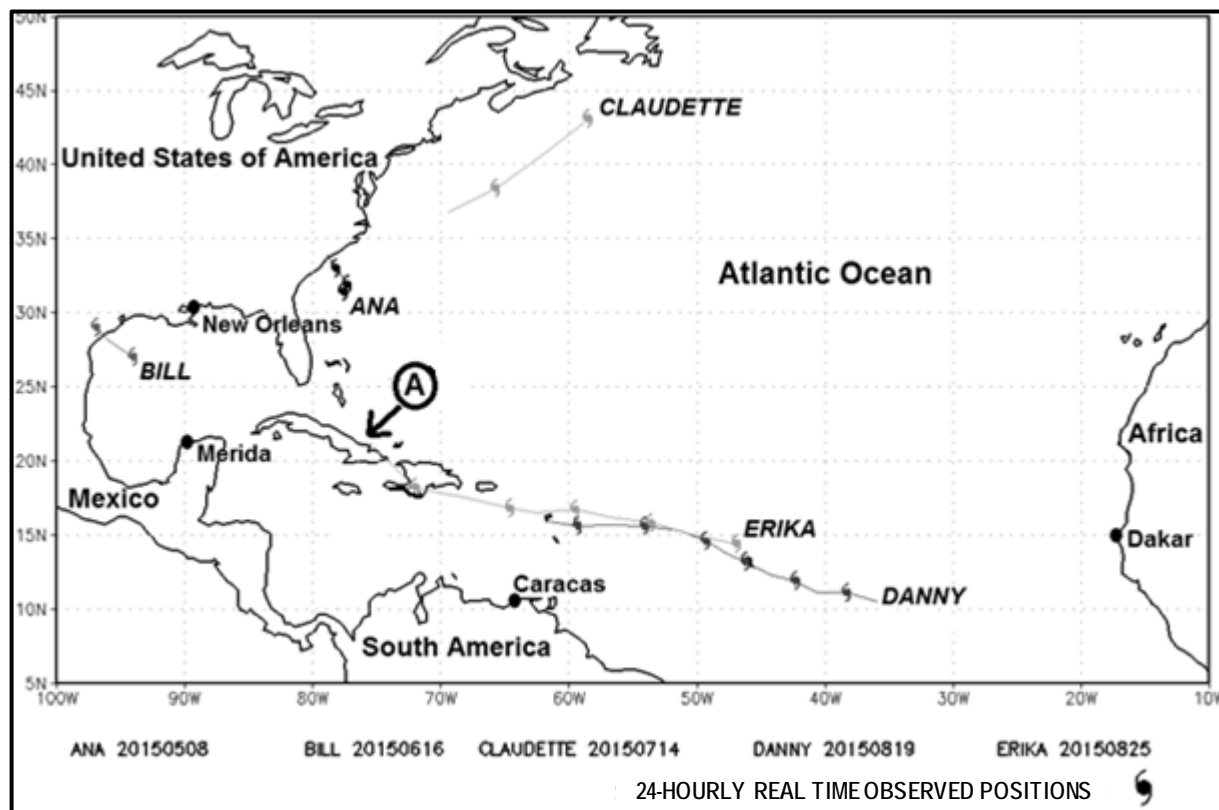 50N
45N
40N
35N
30N
25N
20N
15N
10N
5N
CLAUDETTE
United States of America
Atlantic Ocean
ANA
New Orleans
BILL
A
Africa
Merida
Mexico
ERIKA
Dakar
Caracas
DANNY
South America
100W 90W 80W 70W 60W 50W 40W 30W 20W 10W
ANA 20150508 BILL 20150616 CLAUDETTE 20150714 DANNY 20150819 ERIKA 20150825
24-HOURLY REAL TIME OBSERVED POSITIONS